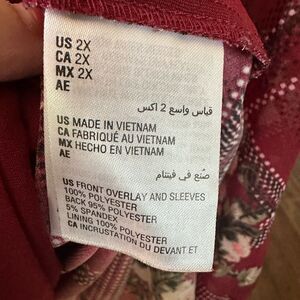 US 2X
CA 2X
MX 2X
AE
قياس واسع 2 اكس
US MADE IN VIETNAM
CA FABRIQUÉ AU VIETNAM
MX HECHO EN VIETNAM
AE
صنع في فيتنام
US FRONT OVERLAY AND SLEEVES
100% POLYESTER
BACK 95% POLYESTER
5% SPANDEX
LINING 100% POLYESTER
CA INCRUSTATION DU DEVANT ET